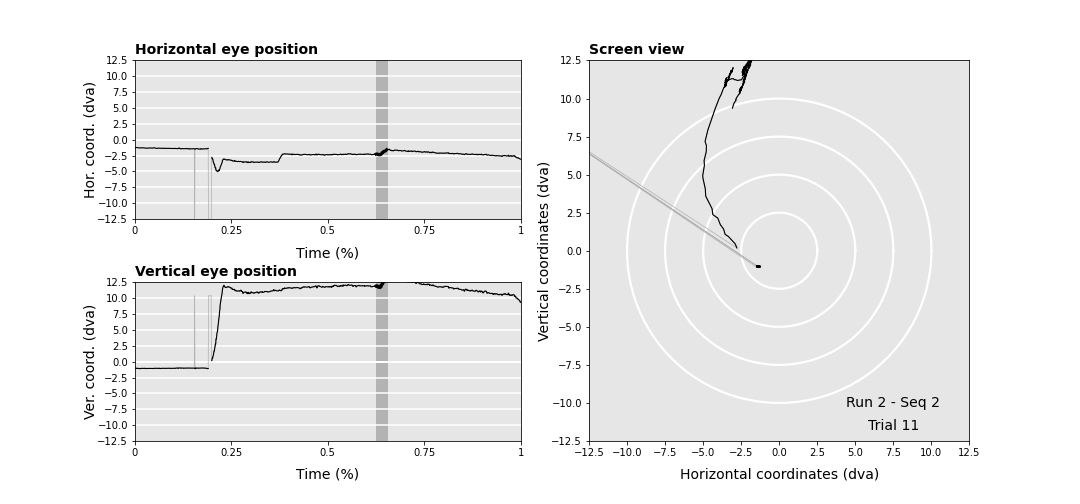 Horizontal eye position
Hor. coord. (dva)
12.5
10.0
7.5
5.0
2.5
0.0
−2.5
−5.0
−7.5
−10.0
−12.5
0 0.25 0.5 0.75 1
Time (%)
Vertical eye position
Ver. coord. (dva)
12.5
10.0
7.5
5.0
2.5
0.0
−2.5
−5.0
−7.5
−10.0
−12.5
0 0.25 0.5 0.75 1
Time (%)
Screen view
Vertical coordinates (dva)
12.5
10.0
7.5
5.0
2.5
0.0
−2.5
−5.0
−7.5
−10.0
−12.5
Run 2 - Seq 2
Trial 11
−12.5 −10.0 −7.5 −5.0 −2.5 0.0 2.5 5.0 7.5 10.0 12.5
Horizontal coordinates (dva)